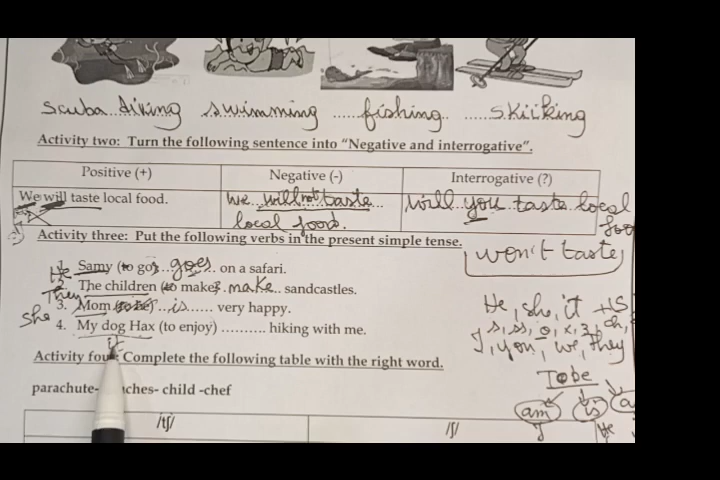 scuba diving swimming fishing skiiking
Activity two: Turn the following sentence into "Negative and interrogative".
Positive (+) Negative (-) Interrogative (?)
We will taste local food. We will not taste Will you taste local
local food.
Activity three: Put the following verbs in the present simple tense.
won't taste
He
1. Samy (to go) goes on a safari.
They
2. The children (to make) make sandcastles.
She
3. Mom is very happy.
4. My dog Hax (to enjoy) .......... hiking with me.
it
He, she, it +S
s, ss, o, x, z, ch,
I, you, we, they
To be
am is
I He
Activity four: Complete the following table with the right word.
parachute- child -chef
/tʃ/ /ʃ/